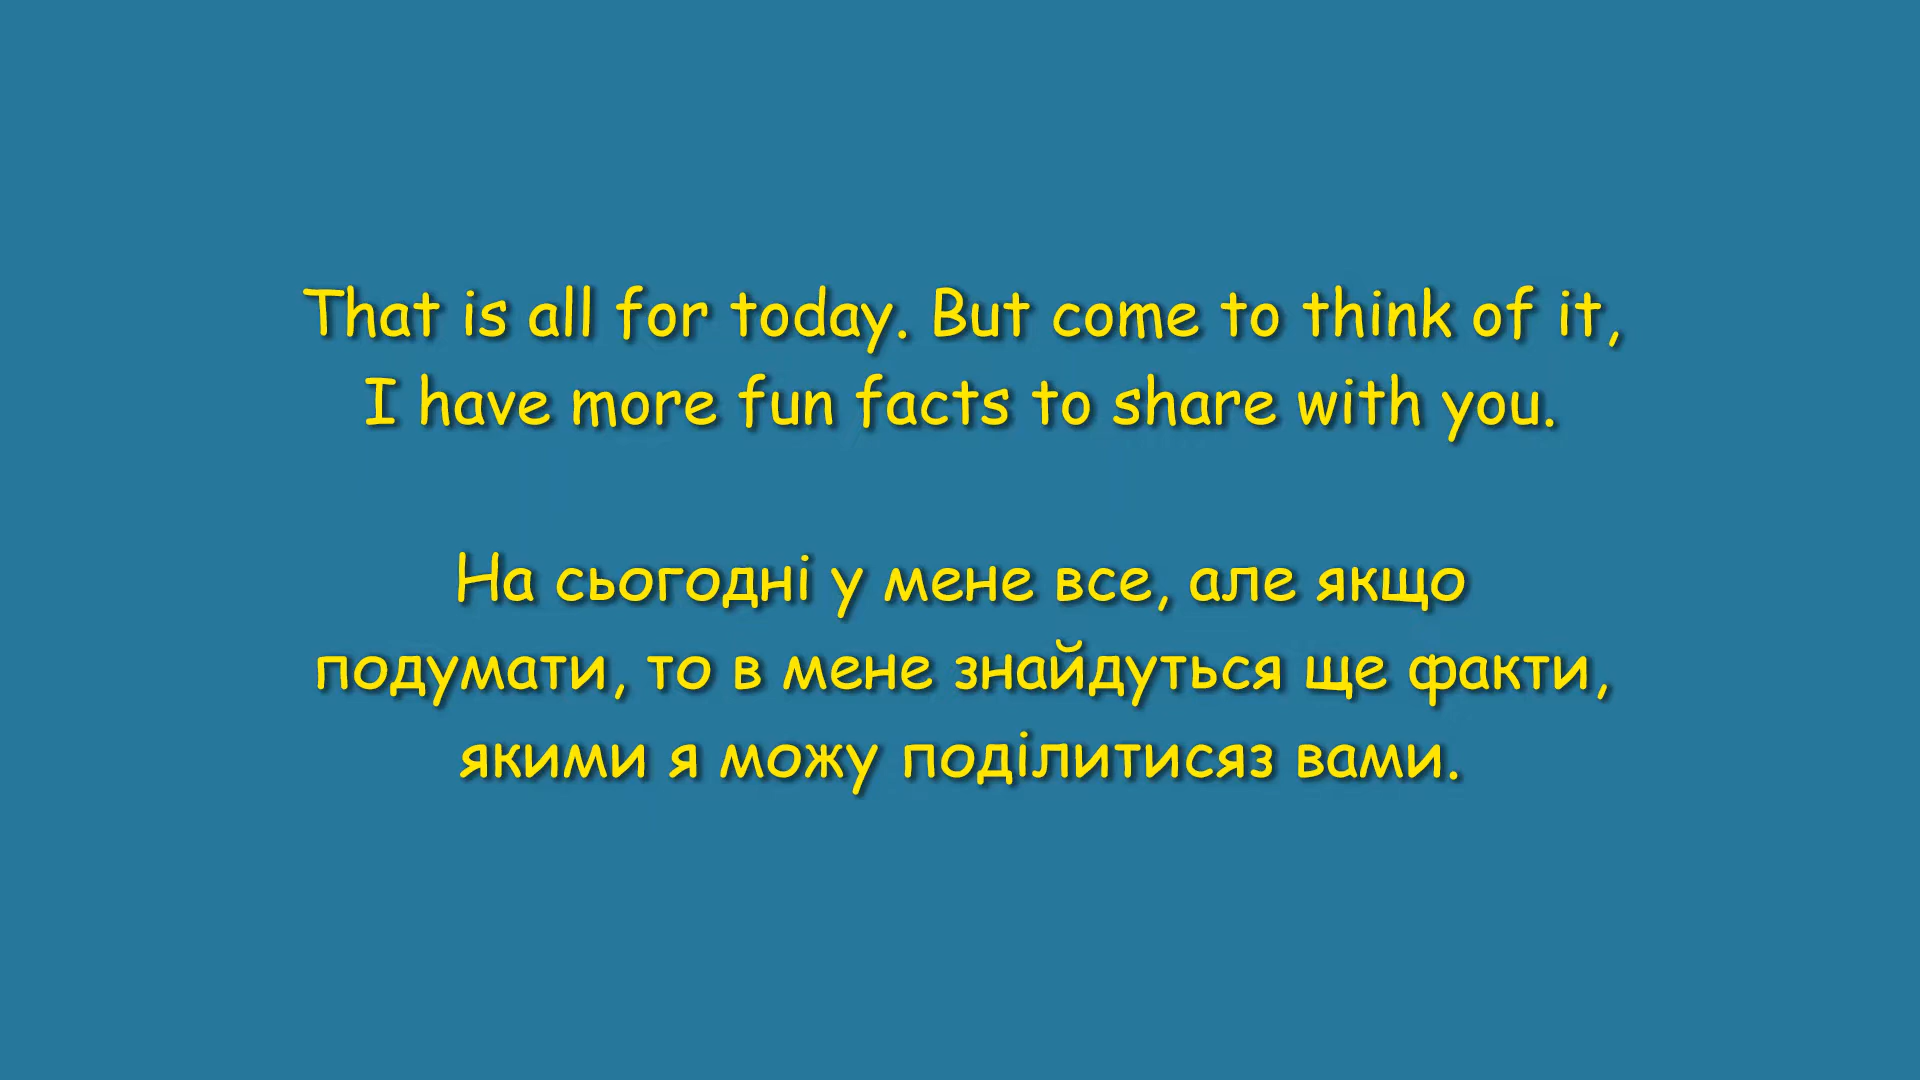 That is all for today. But come to think of it,
I have more fun facts to share with you.
На сьогодні у мене все, але якщо
подумати, то в мене знайдуться ще факти,
якими я можу поділитисяз вами.